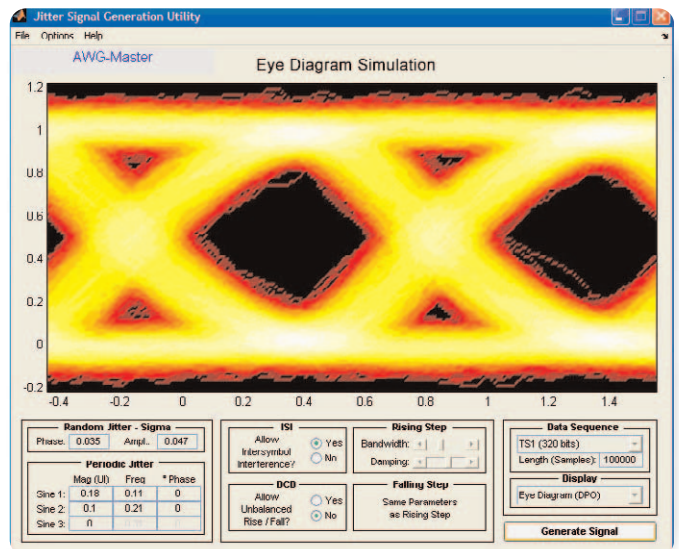 Jitter Signal Generation Utility
File Options Help
AWG-Master
Eye Diagram Simulation
1.2
1
0.8
0.6
0.4
0.2
0
-0.2
-0.4 -0.2 0 0.2 0.4 0.6 0.8 1 1.2 1.4
Random Jitter - Sigma
Phase: 0.035 Ampl.: 0.047
Periodic Jitter
Mag (UI) Freq * Phase
Sine 1: 0.18 0.11 0
Sine 2: 0.1 0.21 0
Sine 3: 0
ISI
Allow Intersymbol Interference?
Yes
No
DCD
Allow Unbalanced Rise / Fall?
Yes
No
Rising Step
Bandwidth:
Damping:
Falling Step
Same Parameters
as Rising Step
Data Sequence
TS1 (320 bits)
Length (Samples): 100000
Display
Eye Diagram (DPO)
Generate Signal